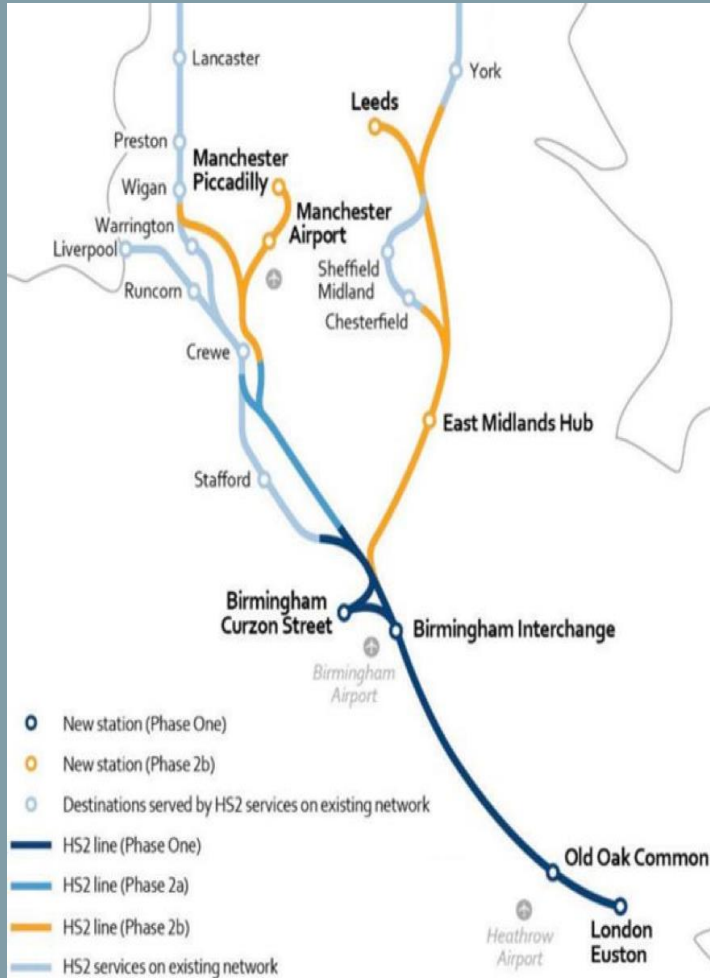 Lancaster
York
Leeds
Preston
Manchester
Piccadilly
Wigan
Manchester
Airport
Warrington
Liverpool
Sheffield
Midland
Runcorn
Chesterfield
Crewe
East Midlands Hub
Stafford
Birmingham
Curzon Street
Birmingham Interchange
Birmingham
Airport
New station (Phase One)
New station (Phase 2b)
Destinations served by HS2 services on existing network
HS2 line (Phase One)
HS2 line (Phase 2a)
HS2 line (Phase 2b)
HS2 services on existing network
Old Oak Common
London
Euston
Heathrow
Airport